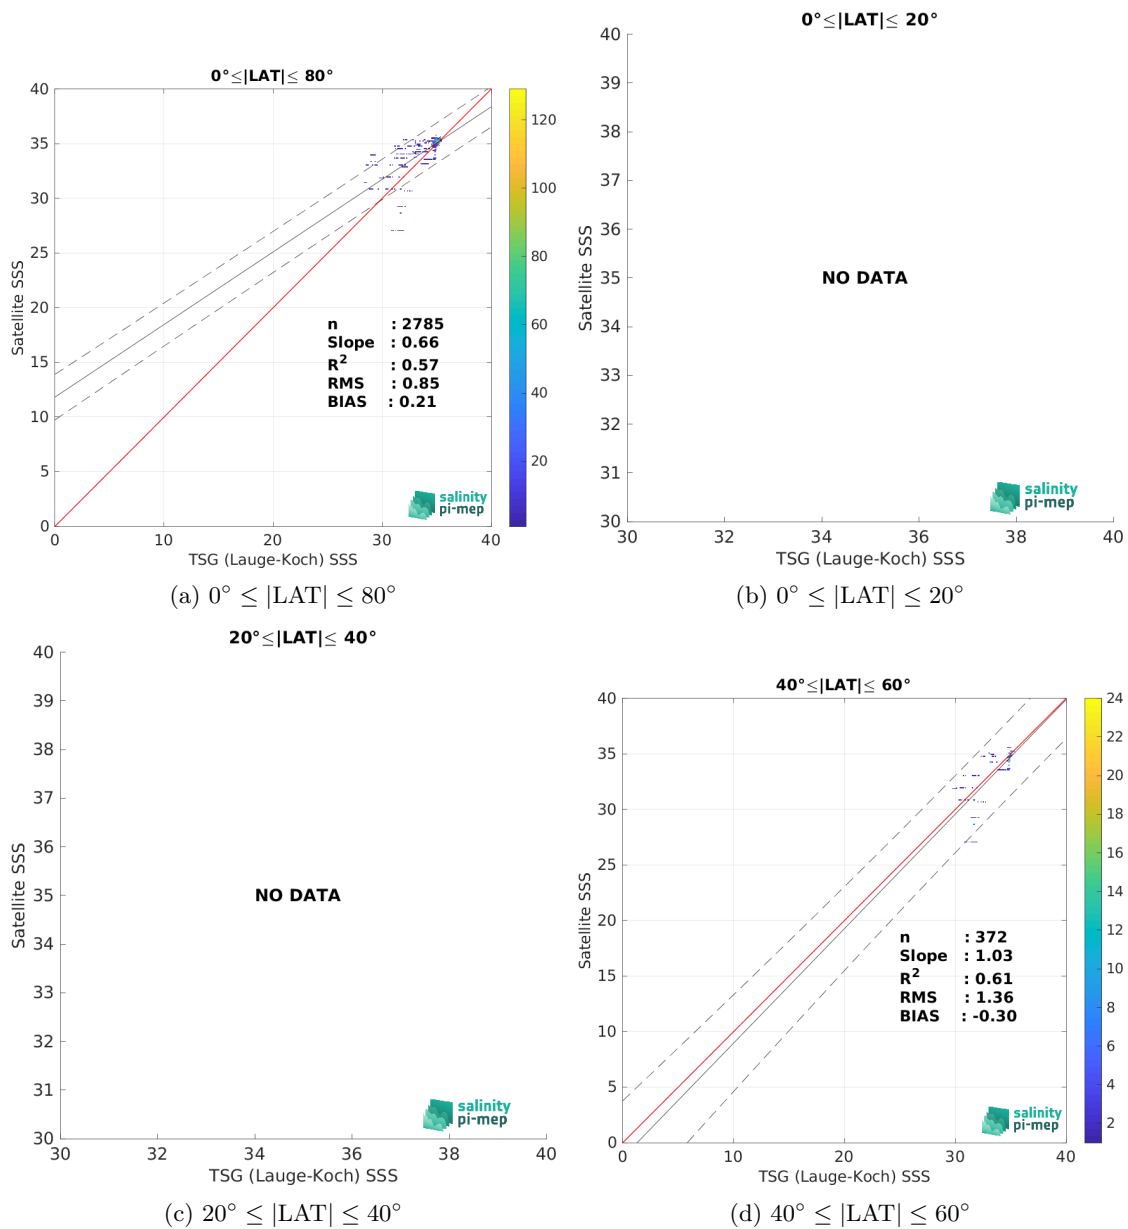 0°≤|LAT|≤ 80°
40
35
30
25
20
15
10
5
0
0
10
20
30
40
Satellite SSS
TSG (Lauge-Koch) SSS
n : 2785
Slope : 0.66
R2 : 0.57
RMS : 0.85
BIAS : 0.21
120
100
80
60
40
20
salinity
pi-mep
(a) 0° ≤ |LAT| ≤ 80°
0°≤|LAT|≤ 20°
40
39
38
37
36
35
34
33
32
31
30
30
32
34
36
38
40
Satellite SSS
TSG (Lauge-Koch) SSS
NO DATA
salinity
pi-mep
(b) 0° ≤ |LAT| ≤ 20°
20°≤|LAT|≤ 40°
40
39
38
37
36
35
34
33
32
31
30
30
32
34
36
38
40
Satellite SSS
TSG (Lauge-Koch) SSS
NO DATA
salinity
pi-mep
(c) 20° ≤ |LAT| ≤ 40°
40°≤|LAT|≤ 60°
40
35
30
25
20
15
10
5
0
0
10
20
30
40
Satellite SSS
TSG (Lauge-Koch) SSS
n : 372
Slope : 1.03
R2 : 0.61
RMS : 1.36
BIAS : -0.30
24
22
20
18
16
14
12
10
8
6
4
2
salinity
pi-mep
(d) 40° ≤ |LAT| ≤ 60°